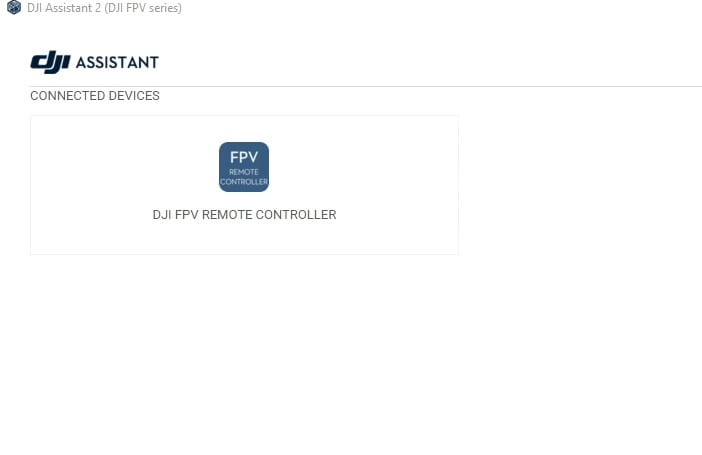 DJI Assistant 2 (DJI FPV series)
dji ASSISTANT
CONNECTED DEVICES
FPV
REMOTE
CONTROLLER
DJI FPV REMOTE CONTROLLER